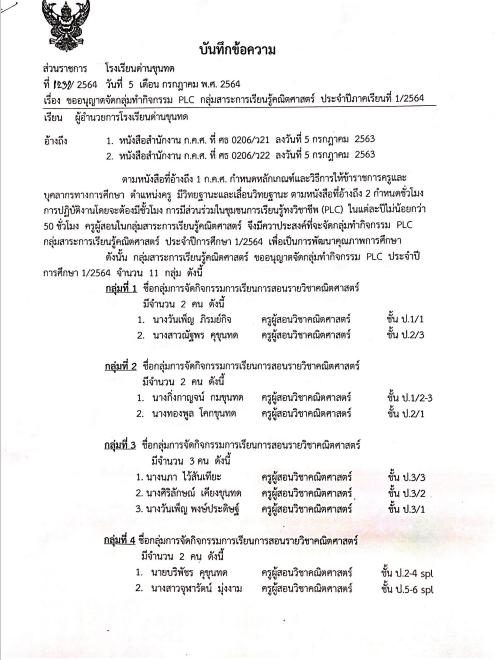 บันทึกข้อความ
ส่วนราชการ โรงเรียนด่านขุนทด
ที่ /2564 วันที่ 5 เดือน กรกฎาคม พ.ศ. 2564
เรื่อง ขออนุญาตจัดกลุ่มทำกิจกรรม PLC กลุ่มสาระการเรียนรู้คณิตศาสตร์ ประจำปีภาคเรียนที่ 1/2564
เรียน ผู้อำนวยการโรงเรียนด่านขุนทด
อ้างถึง 1. หนังสือสำนักงาน ก.ค.ศ. ที่ ศธ 0206/ว21 ลงวันที่ 5 กรกฎาคม 2563
2. หนังสือสำนักงาน ก.ค.ศ. ที่ ศธ 0206/ว22 ลงวันที่ 5 กรกฎาคม 2563
ตามหนังสือที่อ้างถึง 1 ก.ค.ศ. กำหนดหลักเกณฑ์และวิธีการให้ข้าราชการครูและ
บุคลากรทางการศึกษา ตำแหน่งครู มีวิทยฐานะและเลื่อนวิทยฐานะ ตามหนังสือที่อ้างถึง 2 กำหนดชั่วโมง
การปฏิบัติงานโดยจะต้องมีชั่วโมง การมีส่วนร่วมในชุมชนการเรียนรู้ทงวิชาชีพ (PLC) ในแต่ละปีไม่น้อยกว่า
50 ชั่วโมง ครูผู้สอนในกลุ่มสาระการเรียนรู้คณิตศาสตร์ จึงมีควาประสงค์ที่จะจัดกลุ่มทำกิจกรรม PLC
กลุ่มสาระการเรียนรู้คณิตศาสตร์ ประจำปีการศึกษา 1/2564 เพื่อเป็นการพัฒนาคุณภาพการศึกษา
ดังนั้น กลุ่มสาระการเรียนรู้คณิตศาสตร์ ขออนุญาตจัดกลุ่มทำกิจกรรม PLC ประจำปี
การศึกษา 1/2564 จำนวน 11 กลุ่ม ดังนี้
กลุ่มที่ 1 ชื่อกลุ่มการจัดกิจกรรมการเรียนการสอนรายวิชาคณิตศาสตร์
มีจำนวน 2 คน ดังนี้
1. นางวันเพ็ญ ภิรมย์กิจ ครูผู้สอนวิชาคณิตศาสตร์ ชั้น ป.1/1
2. นางสาวณัฐพร คุขุนทด ครูผู้สอนวิชาคณิตศาสตร์ ชั้น ป.2/3
กลุ่มที่ 2 ชื่อกลุ่มการจัดกิจกรรมการเรียนการสอนรายวิชาคณิตศาสตร์
มีจำนวน 2 คน ดังนี้
1. นางกิ่งกาญจน์ กมขุนทด ครูผู้สอนวิชาคณิตศาสตร์ ชั้น ป.1/2-3
2. นางทองพูล โคกขุนทด ครูผู้สอนวิชาคณิตศาสตร์ ชั้น ป.2/1
กลุ่มที่ 3 ชื่อกลุ่มการจัดกิจกรรมการเรียนการสอนรายวิชาคณิตศาสตร์
มีจำนวน 3 คน ดังนี้
1. นางนภา ไว้สันเทียะ ครูผู้สอนวิชาคณิตศาสตร์ ชั้น ป.3/3
2. นางศิริลักษณ์ เคียงขุนทด ครูผู้สอนวิชาคณิตศาสตร์ ชั้น ป.3/2
3. นางวันเพ็ญ พงษ์ประดิษฐ์ ครูผู้สอนวิชาคณิตศาสตร์ ชั้น ป.3/1
กลุ่มที่ 4 ชื่อกลุ่มการจัดกิจกรรมการเรียนการสอนรายวิชาคณิตศาสตร์
มีจำนวน 2 คน ดังนี้
1. นายบริพัชร คุขุนทด ครูผู้สอนวิชาคณิตศาสตร์ ชั้น ป.2-4 spl
2. นางสาวจุฬารัตน์ มุ่งงาม ครูผู้สอนวิชาคณิตศาสตร์ ชั้น ป.5-6 spl